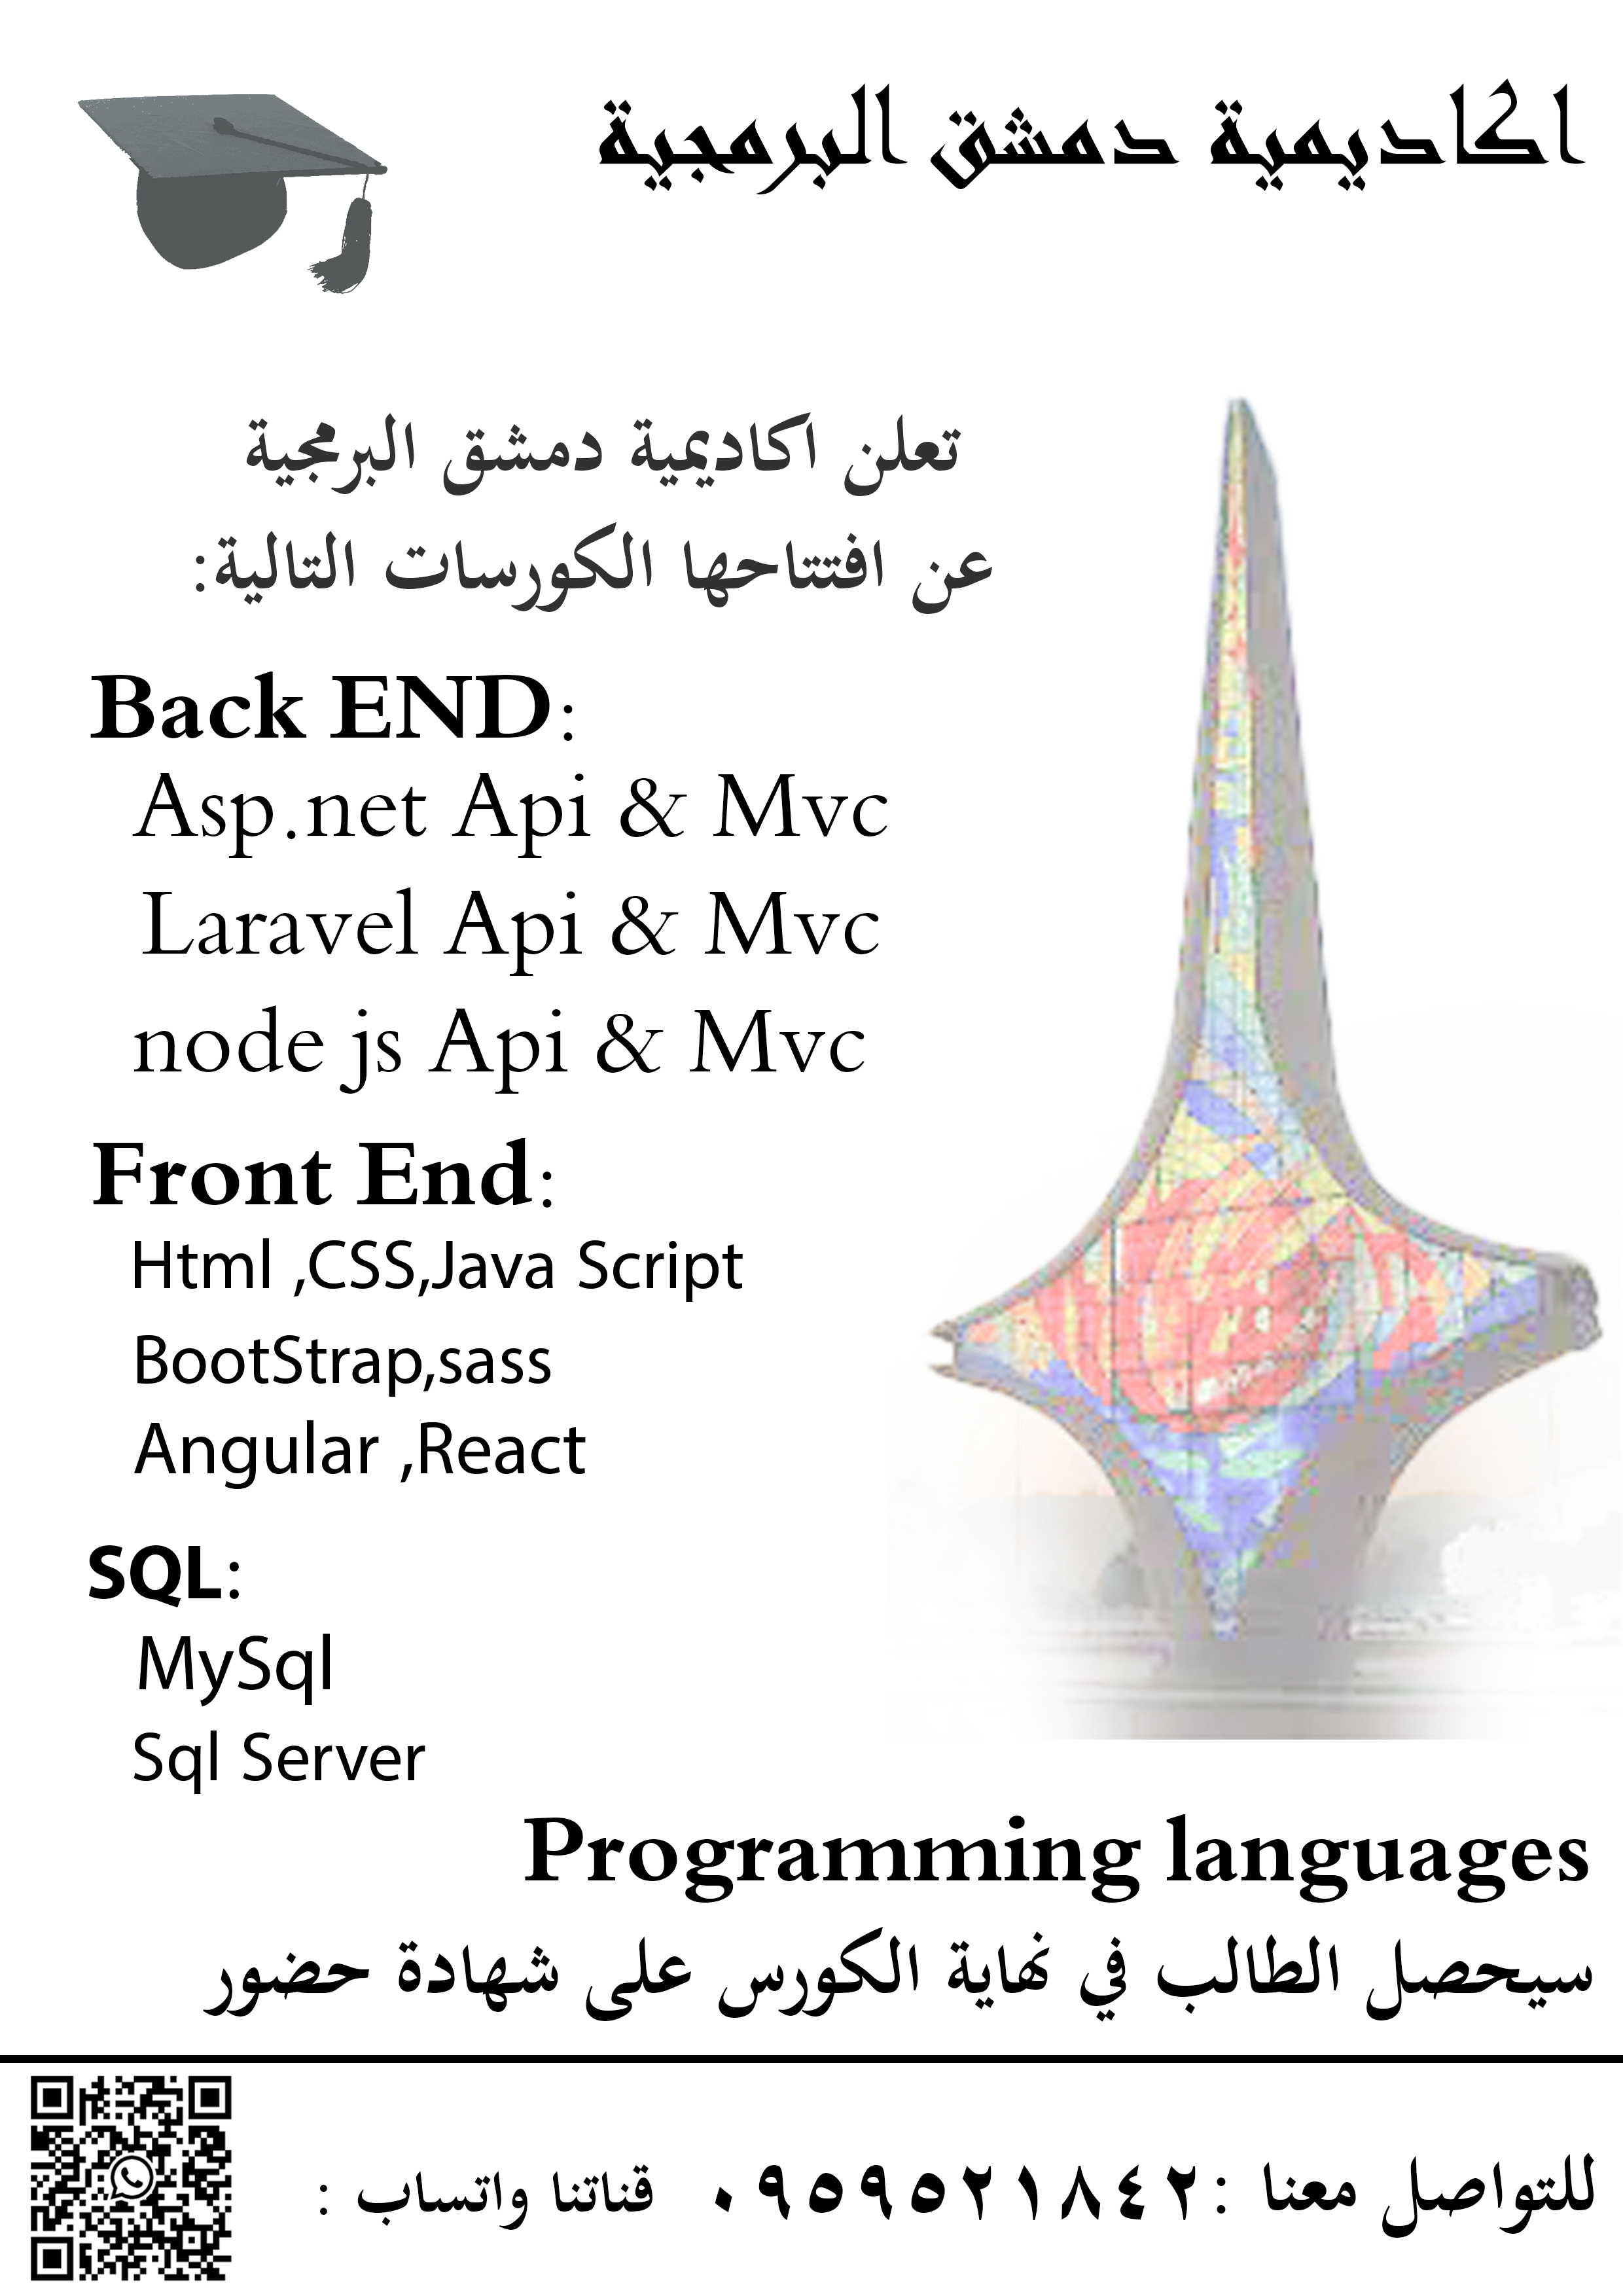 اكاديمية دمشق البرمجية
تعلن اكاديمية دمشق البرمجية
عن افتتاحها الكورسات التالية:
Back END:
Asp.net Api & Mvc
Laravel Api & Mvc
node js Api & Mvc
Front End:
Html ,CSS,Java Script
BootStrap,sass
Angular ,React
SQL:
MySql
Sql Server
Programming languages
سيحصل الطالب في نهاية الكورس على شهادة حضور
للتواصل معنا :٠٩٥٩٥٢١٨٤٢ قناتنا واتساب :